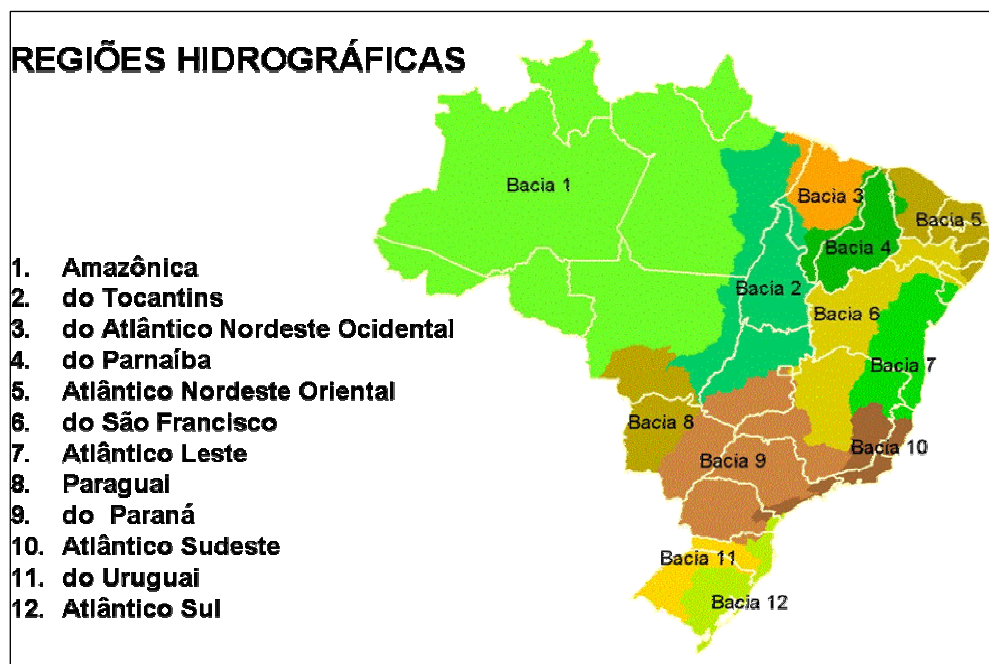 REGIÕES HIDROGRÁFICAS
1. Amazônica
2. do Tocantins
3. do Atlântico Nordeste Ocidental
4. do Parnaíba
5. Atlântico Nordeste Oriental
6. do São Francisco
7. Atlântico Leste
8. Paraguai
9. do Paraná
10. Atlântico Sudeste
11. do Uruguai
12. Atlântico Sul
Bacia 1
Bacia 3
Bacia 5
Bacia 4
Bacia 2
Bacia 6
Bacia 7
Bacia 8
Bacia 10
Bacia 9
Bacia 11
Bacia 12